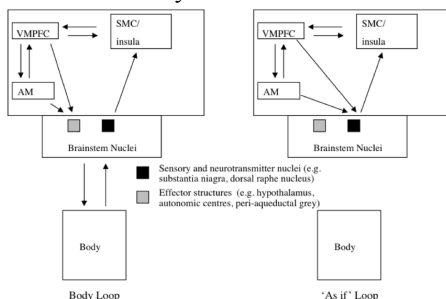 VMPFC
SMC/
insula
AM
Brainstem Nuclei
Body
Body Loop
VMPFC
SMC/
insula
AM
Brainstem Nuclei
Body
‘As if’ Loop
Sensory and neurotransmitter nuclei (e.g.
substantia niagra, dorsal raphe nucleus)
Effector structures (e.g. hypothalamus,
autonomic centres, peri-aqueductal grey)